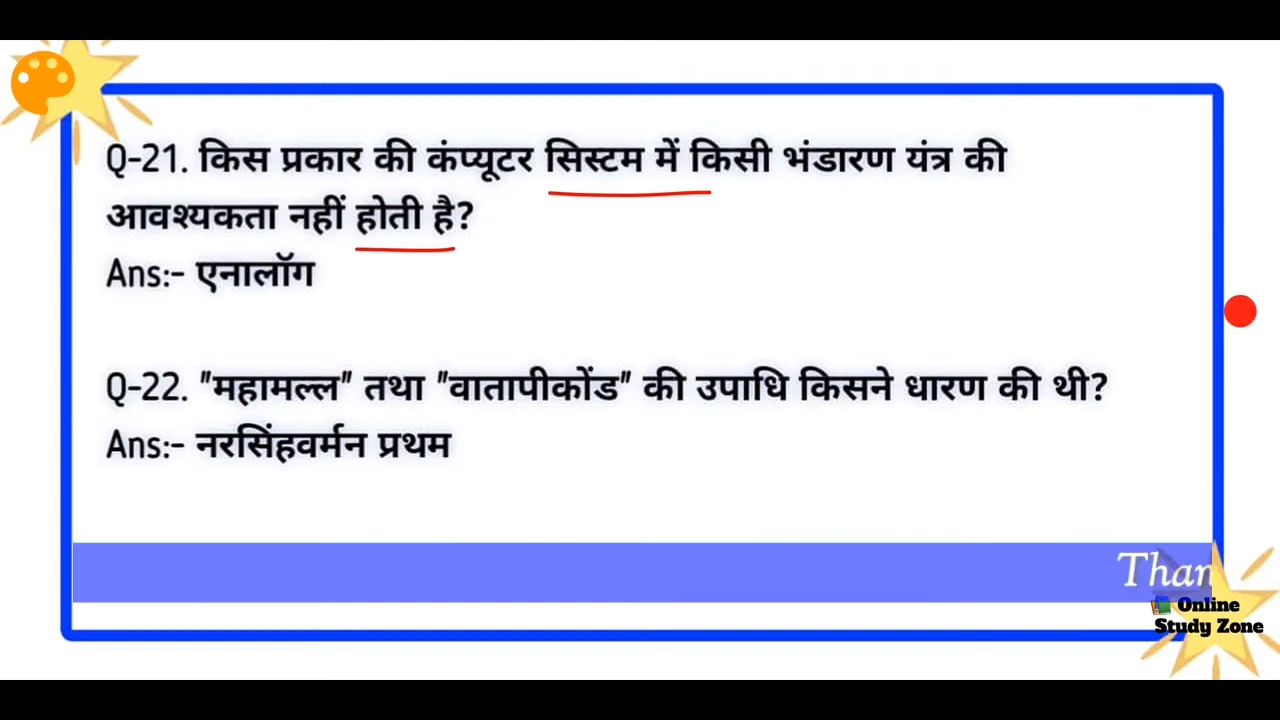 Q-21. किस प्रकार की कंप्यूटर सिस्टम में किसी भंडारण यंत्र की
आवश्यकता नहीं होती है?
Ans:- एनालॉग
Q-22. "महामल्ल" तथा "वातापीकोंड" की उपाधि किसने धारण की थी?
Ans:- नरसिंहवर्मन प्रथम
Than
Online
Study Zone